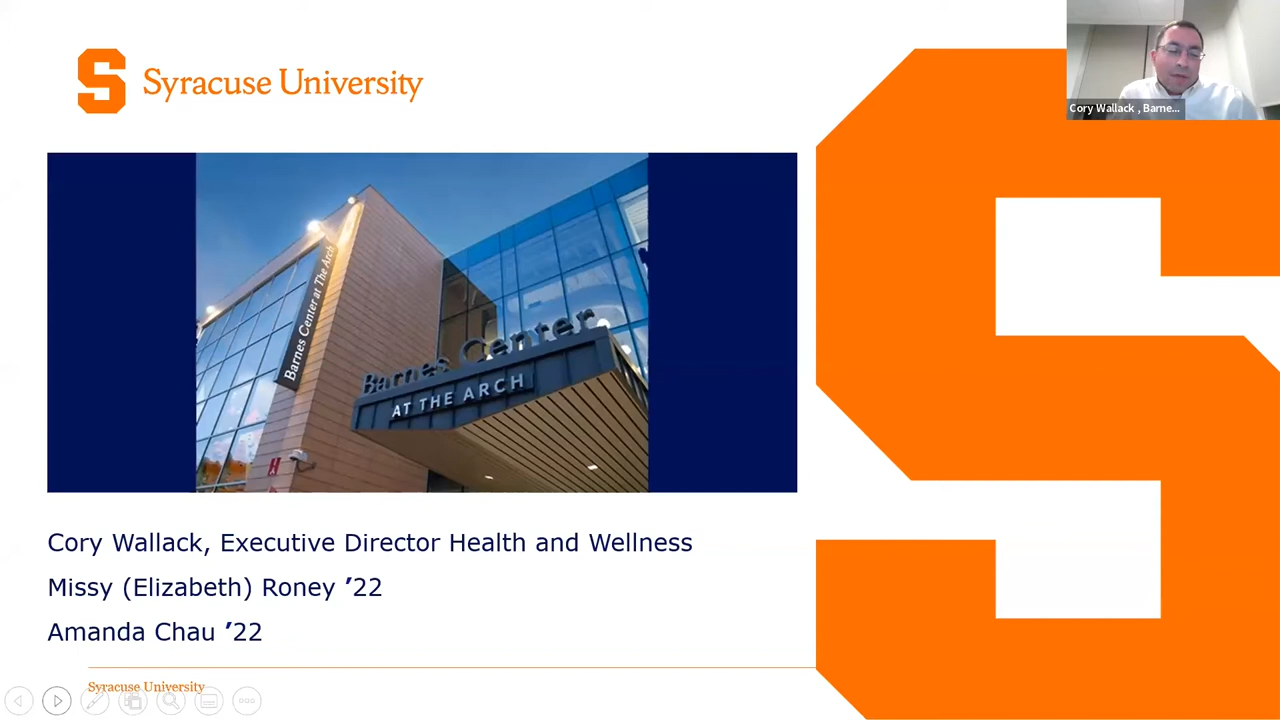 Syracuse University
Cory Wallack , Barne...
Barnes Center at The Arch
Barnes Center
AT THE ARCH
Cory Wallack, Executive Director Health and Wellness
Missy (Elizabeth) Roney ’22
Amanda Chau ’22
Syracuse University